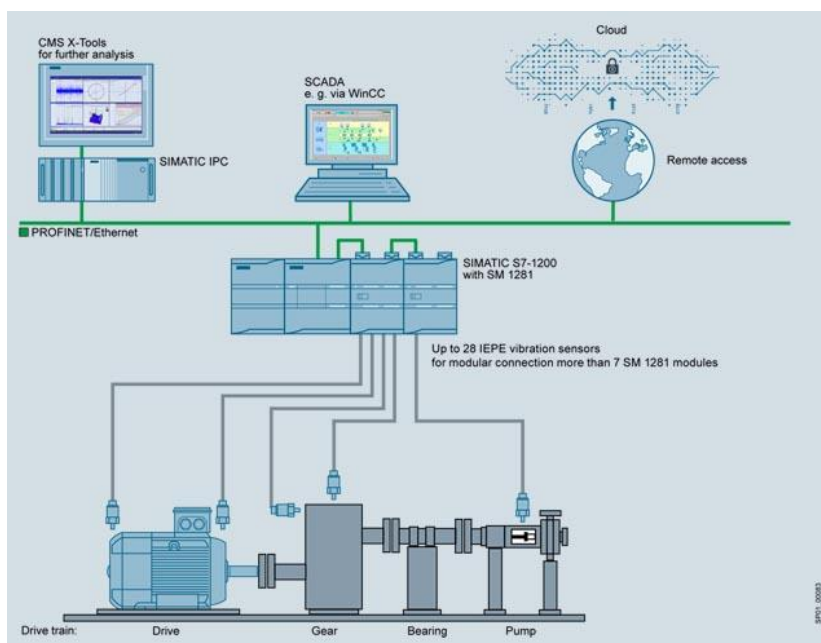 CMS X-Tools
for further analysis
SIMATIC IPC
SCADA
e. g. via WinCC
Cloud
Remote access
PROFINET/Ethernet
SIMATIC S7-1200
with SM 1281
Up to 28 IEPE vibration sensors
for modular connection more than 7 SM 1281 modules
Drive train:
Drive
Gear
Bearing
Pump
SP01_00083